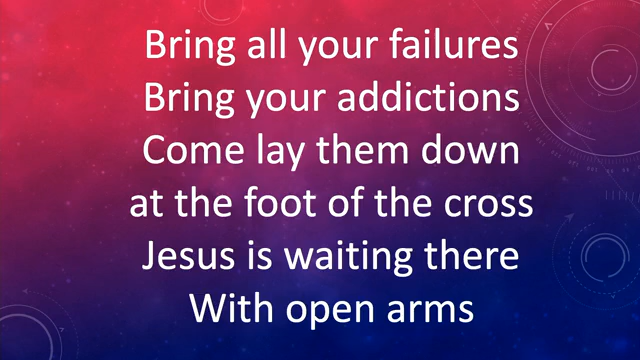 Bring all your failures
Bring your addictions
Come lay them down
at the foot of the cross
Jesus is waiting there
With open arms